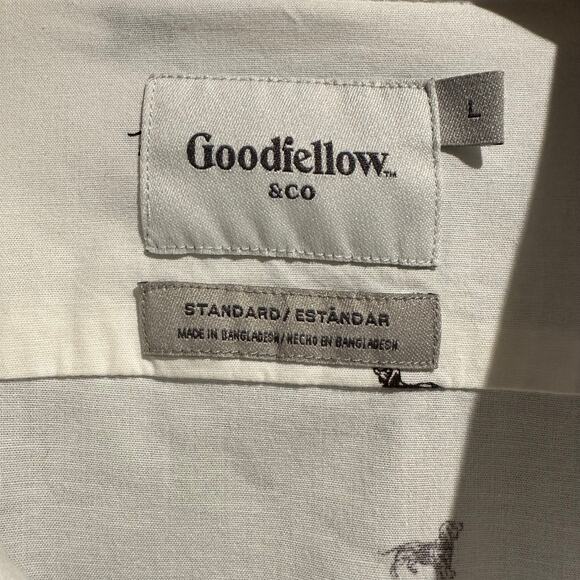 Goodfellow™
& CO
L
STANDARD/ ESTÁNDAR
MADE IN BANGLADESH/ HECHO EN BANGLADESH